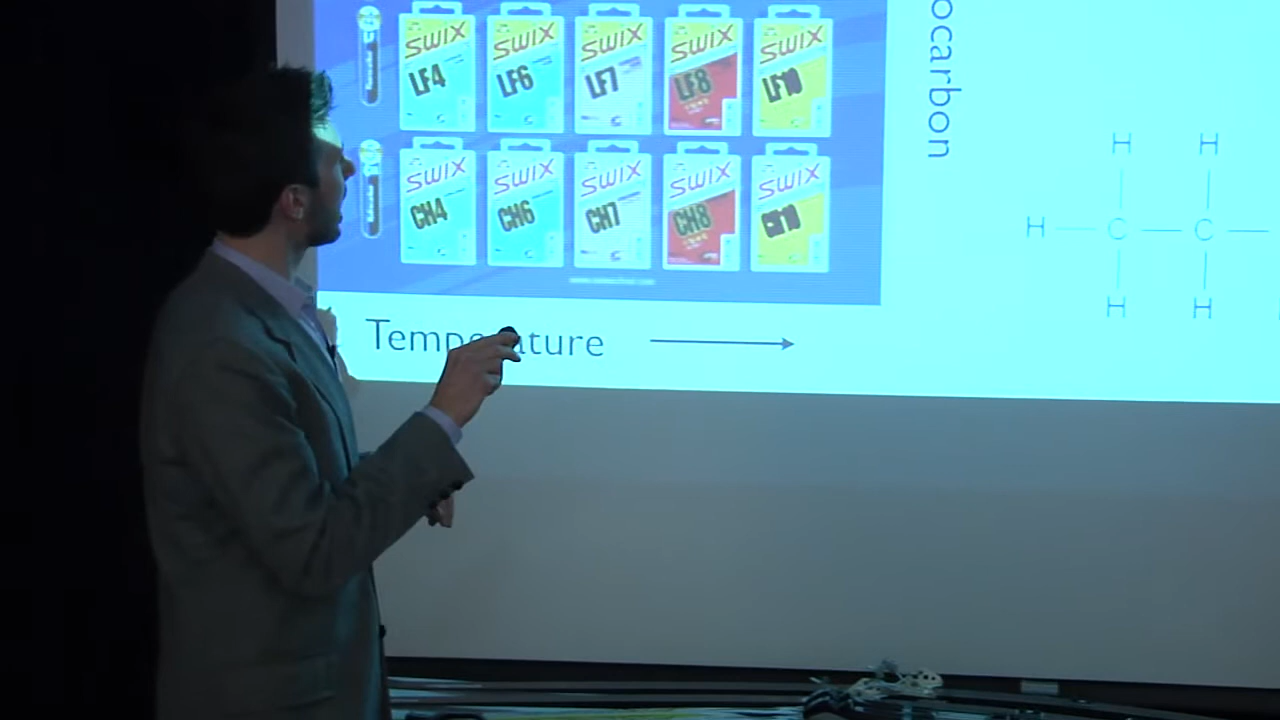 SWIX SWIX SWIX SWIX SWIX
LF4 LF6 LF7 LF8 LF10
SWIX SWIX SWIX SWIX SWIX
CH4 CH6 CH7 CH8 CH10
Temperature
ocarbon
H H
H C C
H H